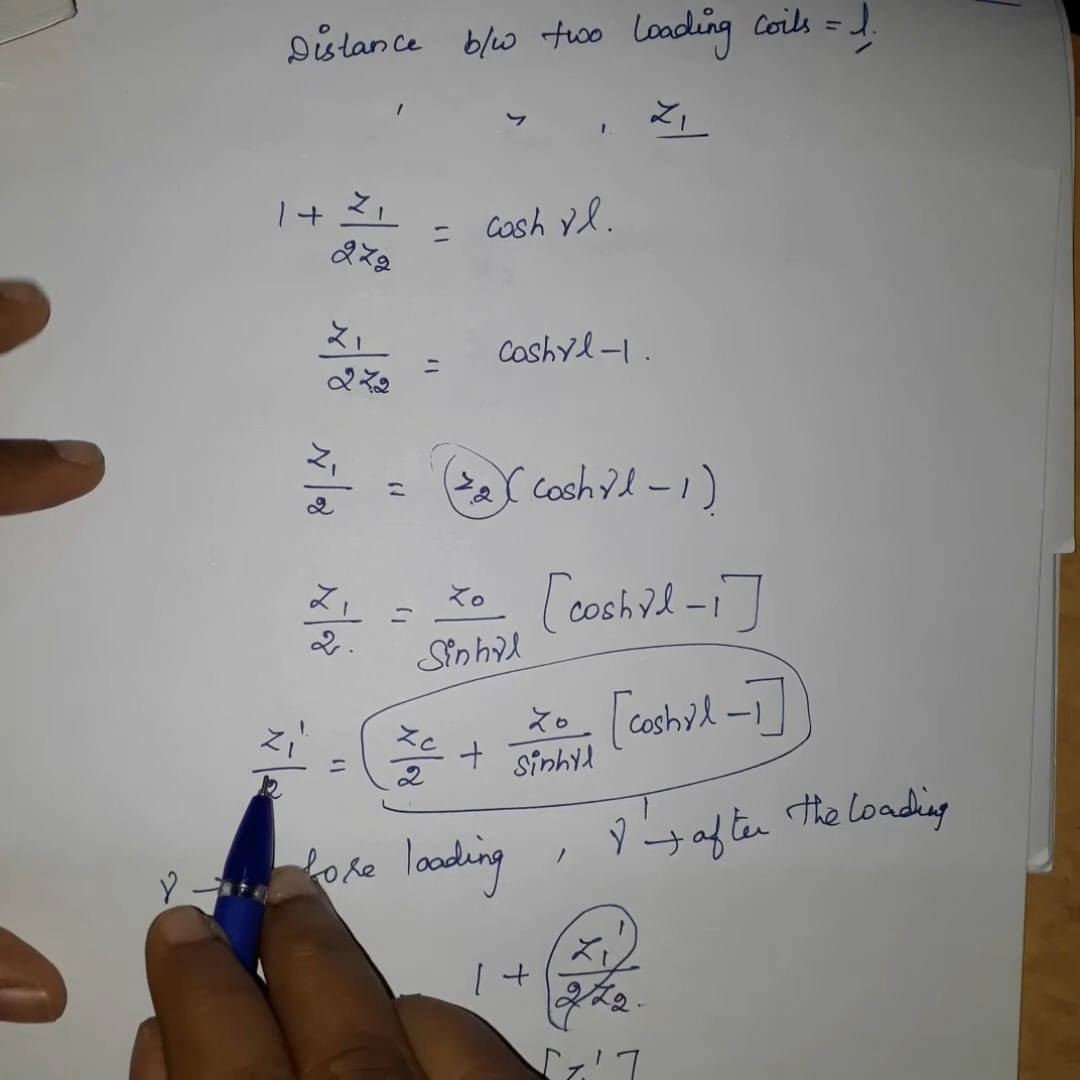 Distance b/w two loading coils = l.
' " , Z₁
1 + Z₁/2Z₂ = cosh γl.
Z₁/2Z₂ = coshγl - 1.
Z₁/2 = Z₂ (coshγl - 1)
Z₁/2. = Z₀/Sinhγl [coshγl - 1]
Z₁'/2 = Zc/2 + Z₀/sinhγl [coshγl - 1]
γ → loading, γ' → after the loading
1 + Z₁'/2Z₂.
[Z₁']